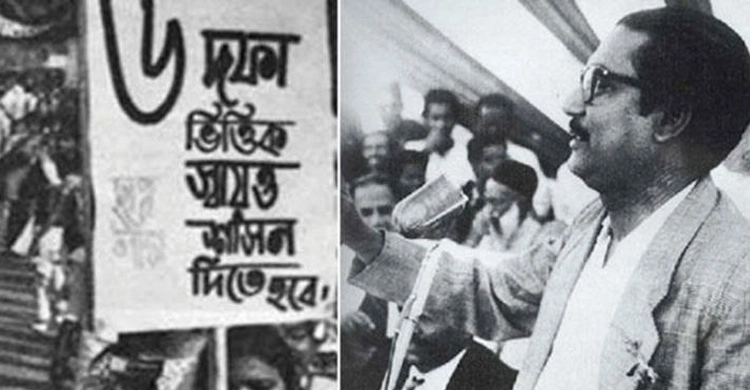 ৬ দফা
ভিত্তিক
স্বায়ত্ত
শাসন
দিতে হবে!